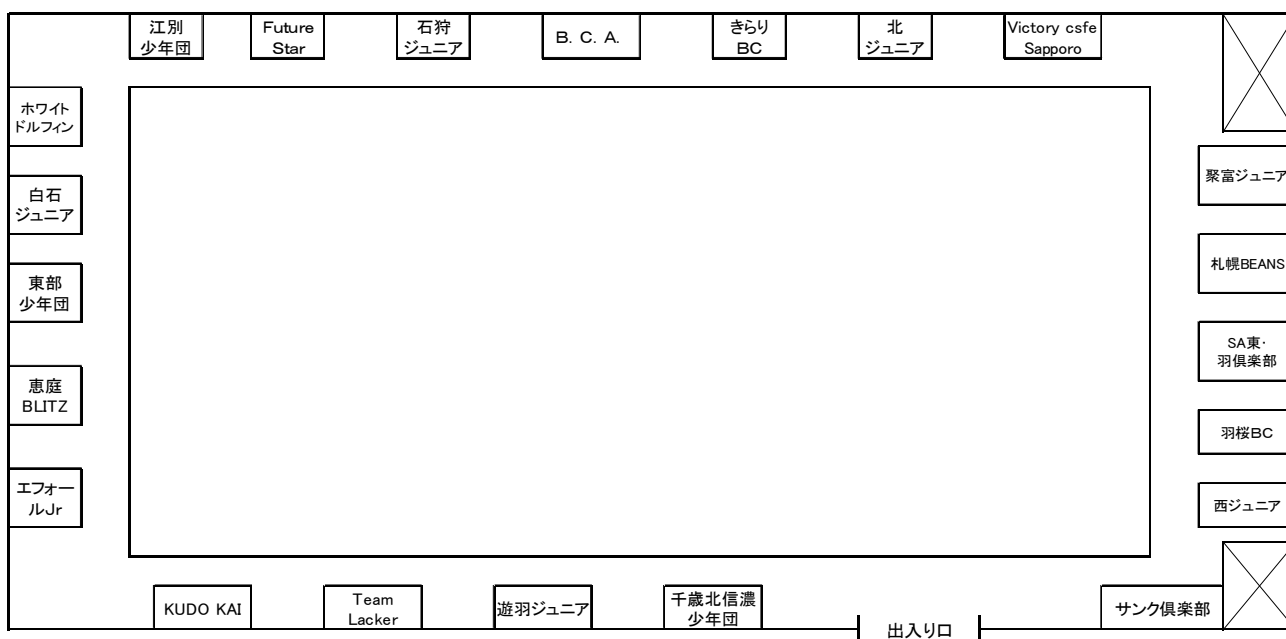 江別
少年団
Future
Star
石狩
ジュニア
B. C. A.
きらり
BC
北
ジュニア
Victory csfe
Sapporo
ホワイト
ドルフィン
白石
ジュニア
東部
少年団
恵庭
BLITZ
エフォー
ルJr
聚富ジュニア
札幌BEANS
SA東・
羽倶楽部
羽桜BC
西ジュニア
KUDO KAI
Team
Lacker
遊羽ジュニア
千歳北信濃
少年団
出入り口
サンク倶楽部